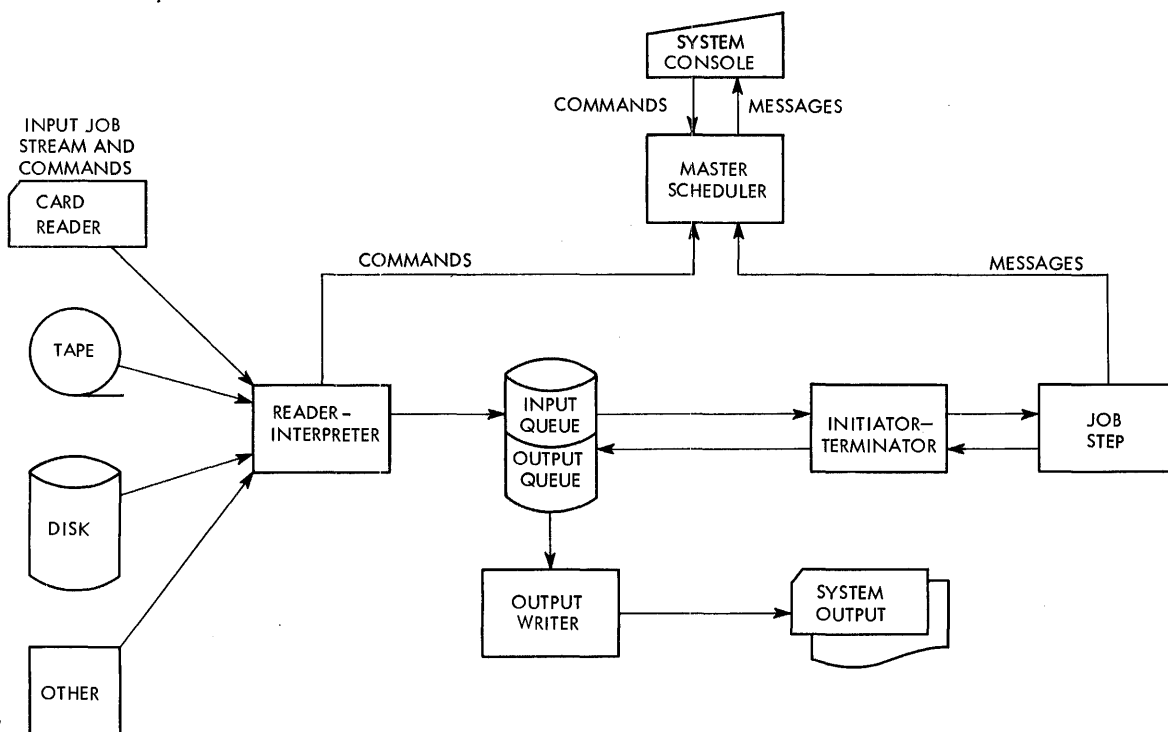 SYSTEM
CONSOLE
COMMANDS
MESSAGES
INPUT JOB
STREAM AND
COMMANDS
MASTER
SCHEDULER
CARD
READER
COMMANDS
MESSAGES
TAPE
READER-
INTERPRETER
INPUT
QUEUE
OUTPUT
QUEUE
INITIATOR-
TERMINATOR
JOB
STEP
DISK
OUTPUT
WRITER
SYSTEM
OUTPUT
OTHER